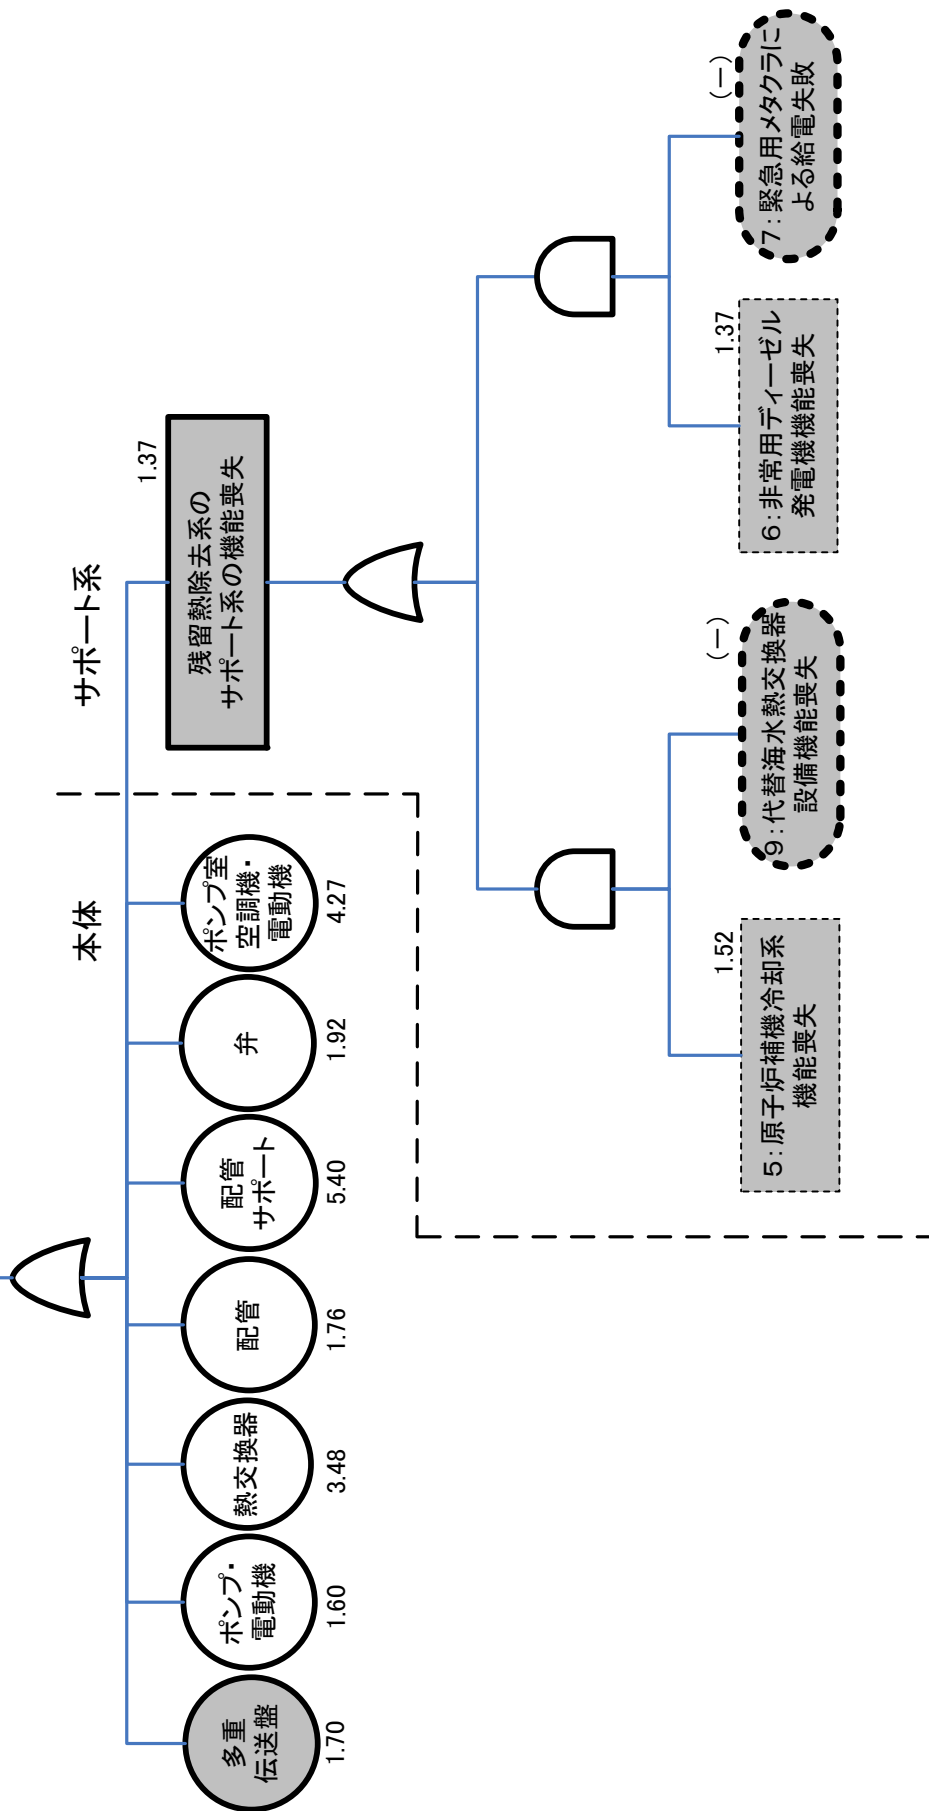 本体
サポート系
多重
伝送盤
1.70
ポンプ・
電動機
1.60
熱交換器
3.48
配管
1.76
配管
サポート
5.40
弁
1.92
ポンプ室
空調機・
電動機
4.27
1.37
残留熱除去系の
サポート系の機能喪失
1.52
5：原子炉補機冷却系
機能喪失
(－)
9：代替海水熱交換器
設備機能喪失
1.37
6：非常用ディーゼル
発電機機能喪失
(－)
7：緊急用メタクラに
よる給電失敗